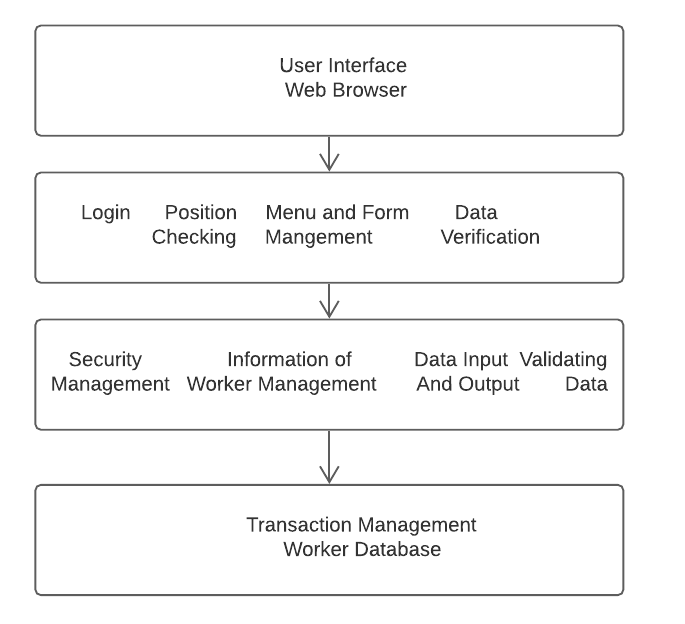 User Interface
Web Browser
Login
Position
Checking
Menu and Form
Mangement
Data
Verification
Security
Management
Information of
Worker Management
Data Input
And Output
Validating
Data
Transaction Management
Worker Database